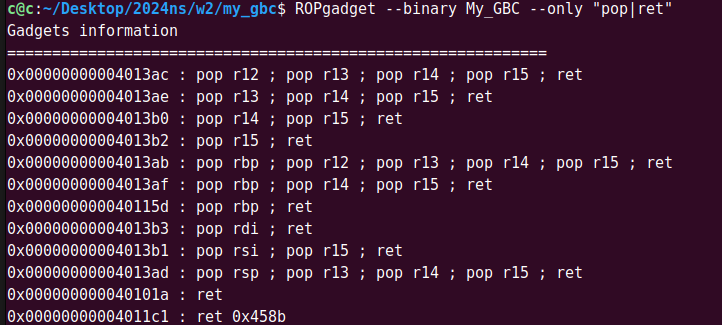 c@c:~/Desktop/2024ns/w2/my_gbc$ ROPgadget --binary My_GBC --only "pop|ret"
Gadgets information
============================================================
0x00000000004013ac : pop r12 ; pop r13 ; pop r14 ; pop r15 ; ret
0x00000000004013ae : pop r13 ; pop r14 ; pop r15 ; ret
0x00000000004013b0 : pop r14 ; pop r15 ; ret
0x00000000004013b2 : pop r15 ; ret
0x00000000004013ab : pop rbp ; pop r12 ; pop r13 ; pop r14 ; pop r15 ; ret
0x00000000004013af : pop rbp ; pop r14 ; pop r15 ; ret
0x000000000040115d : pop rbp ; ret
0x00000000004013b3 : pop rdi ; ret
0x00000000004013b1 : pop rsi ; pop r15 ; ret
0x00000000004013ad : pop rsp ; pop r13 ; pop r14 ; pop r15 ; ret
0x000000000040101a : ret
0x00000000004011c1 : ret 0x458b